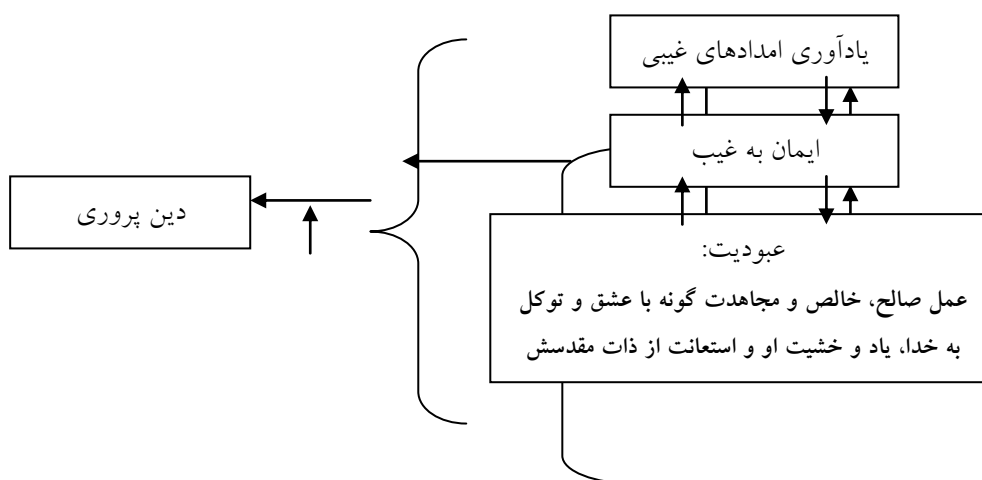 یادآوری امدادهای غیبی
ایمان به غیب
دین پروری
عبودیت:
عمل صالح، خالص و مجاهدت گونه با عشق و توکل
به خدا، یاد و خشیت او و استعانت از ذات مقدسش